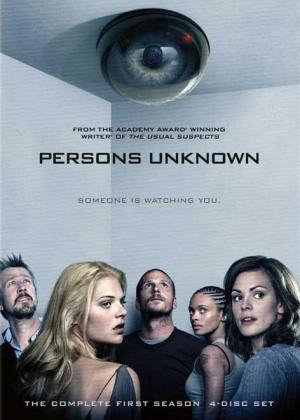 FROM THE ACADEMY AWARD® WINNING
WRITER OF THE USUAL SUSPECTS
PERSONS UNKNOWN
SOMEONE IS WATCHING YOU.
THE COMPLETE FIRST SEASON 4-DISC SET